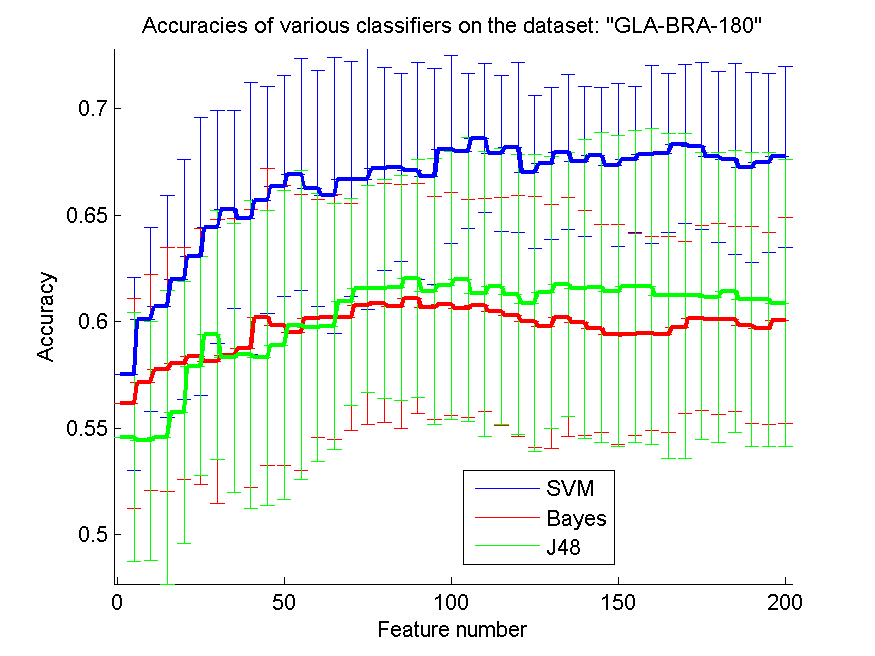 Accuracies of various classifiers on the dataset: "GLA-BRA-180"
0.7
0.65
0.6
0.55
0.5
Accuracy
SVM
Bayes
J48
0 50 100 150 200
Feature number